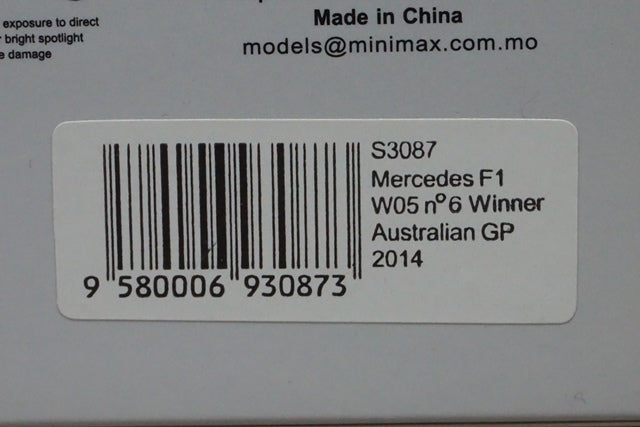 exposure to direct
bright spotlight
damage
Made in China
models@minimax.com.mo
S3087
Mercedes F1
W05 nº6 Winner
Australian GP
2014
9 580006 930873